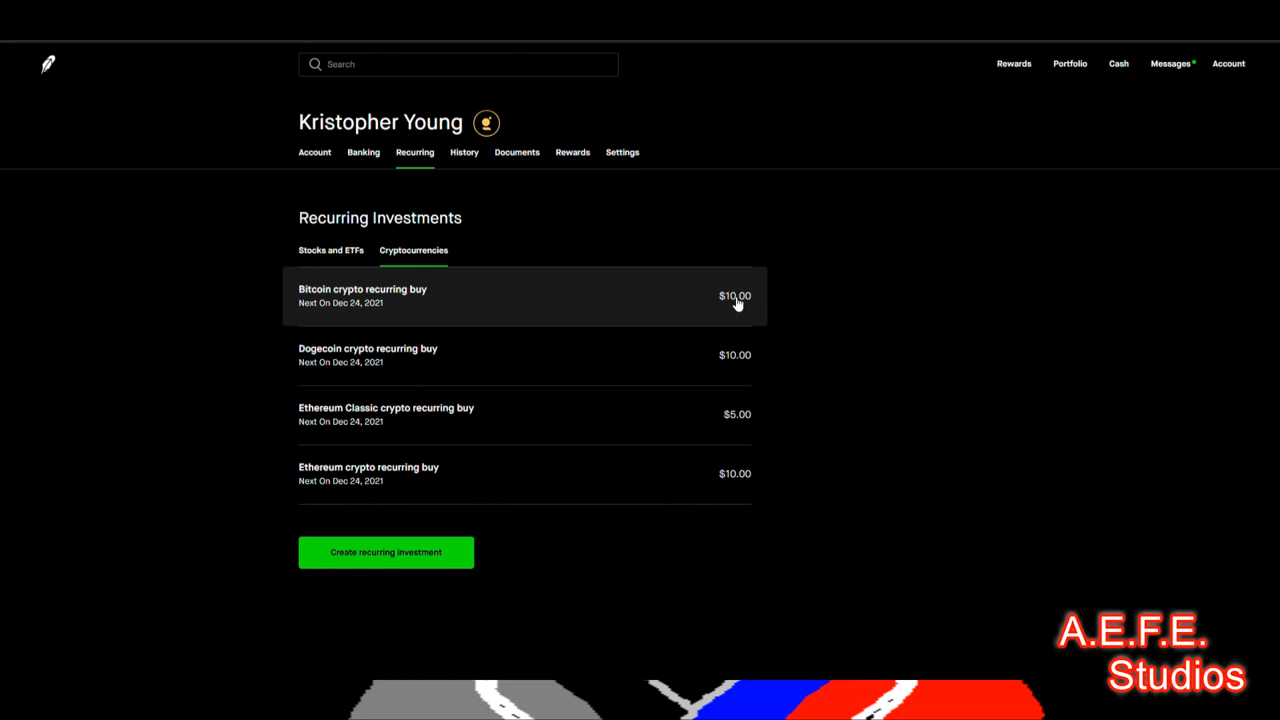 Search
Rewards
Portfolio
Cash
Messages
Account
Kristopher Young
Account
Banking
Recurring
History
Documents
Rewards
Settings
Recurring Investments
Stocks and ETFs
Cryptocurrencies
Bitcoin crypto recurring buy
Next On Dec 24, 2021
$10.00
Dogecoin crypto recurring buy
Next On Dec 24, 2021
$10.00
Ethereum Classic crypto recurring buy
Next On Dec 24, 2021
$5.00
Ethereum crypto recurring buy
Next On Dec 24, 2021
$10.00
Create recurring investment
A.E.F.E.
Studios